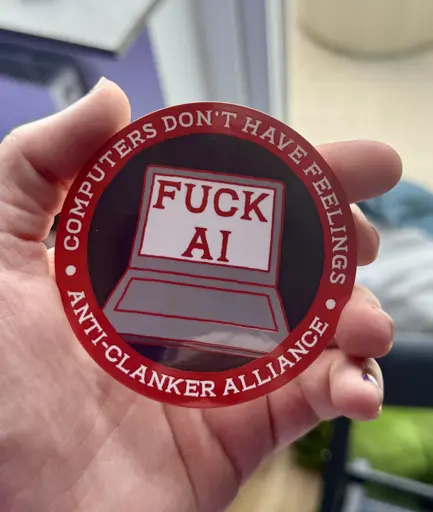 COMPUTERS DON'T HAVE FEELINGS
FUCK
AI
ANTI-CLANKER ALLIANCE